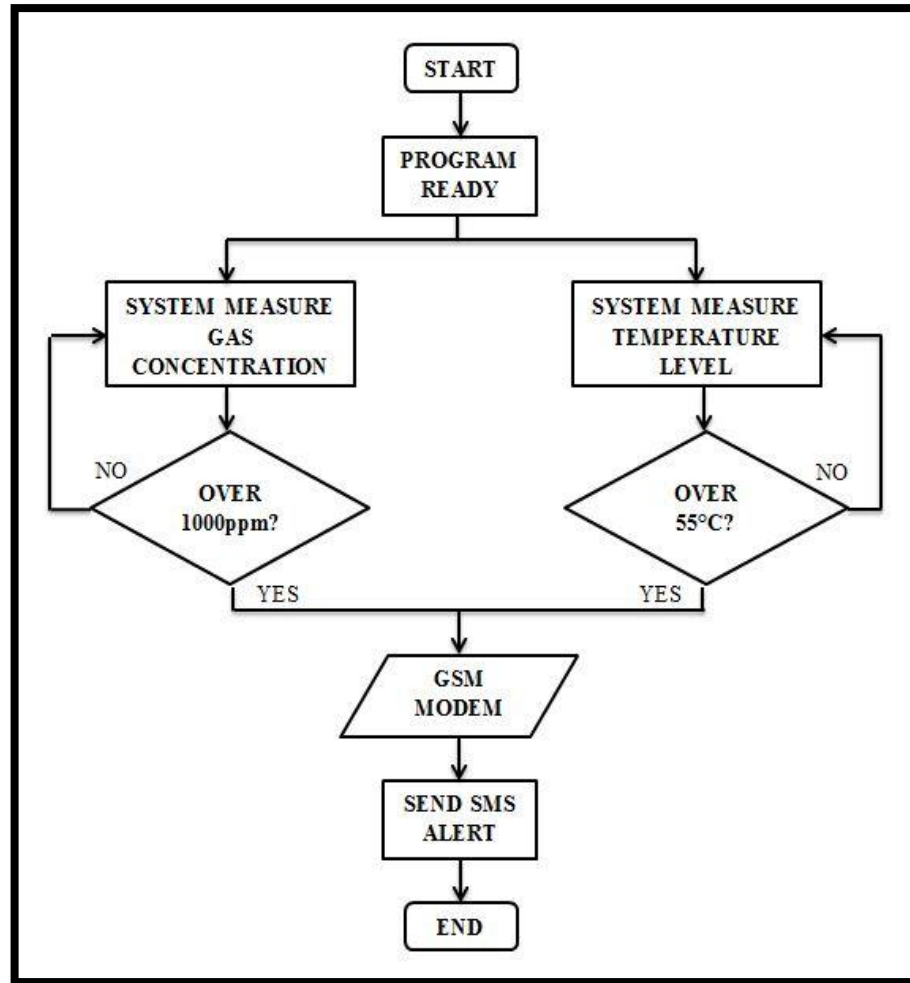 START
PROGRAM
READY
SYSTEM MEASURE
GAS
CONCENTRATION
SYSTEM MEASURE
TEMPERATURE
LEVEL
NO
OVER
1000ppm?
OVER
55°C?
NO
YES
YES
GSM
MODEM
SEND SMS
ALERT
END